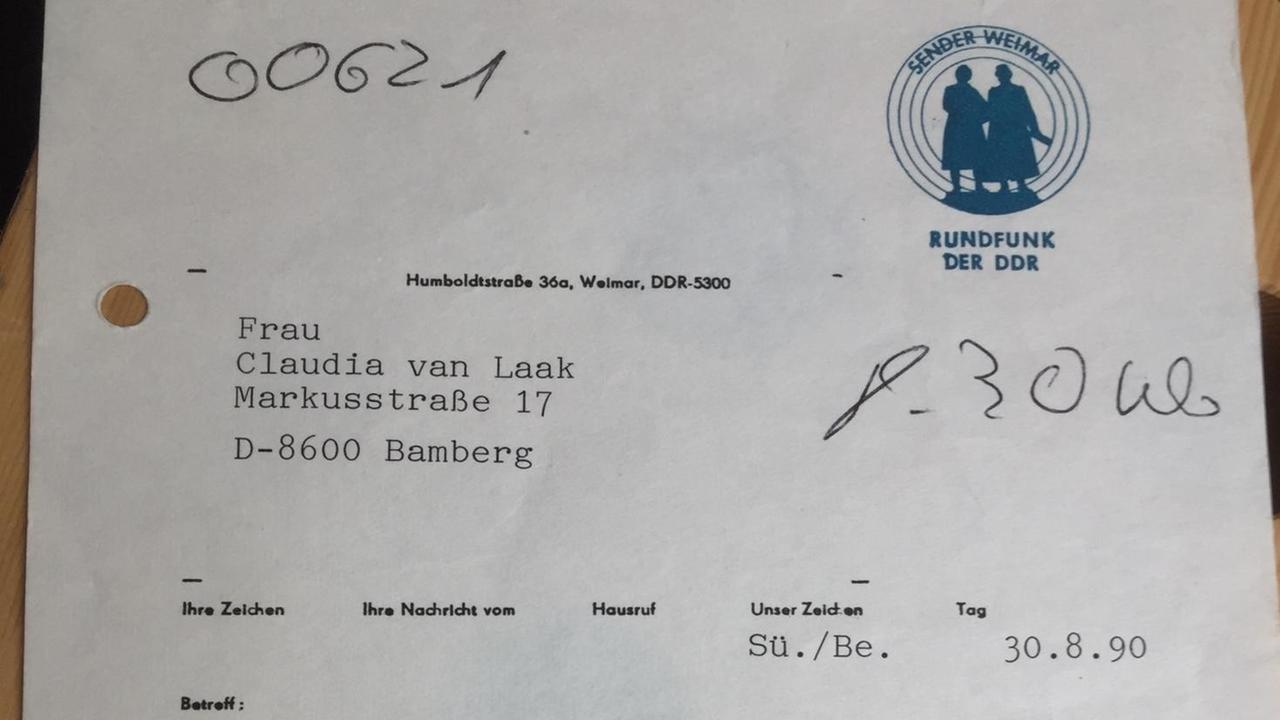 00621
SENDER WEIMAR
RUNDFUNK
DER DDR
Humboldtstraße 36a, Weimar, DDR-5300
Frau
Claudia van Laak
Markusstraße 17
D-8600 Bamberg
Ihre Zeichen Ihre Nachricht vom Hausruf Unser Zeichen Tag
Sü./Be. 30.8.90
Betreff: